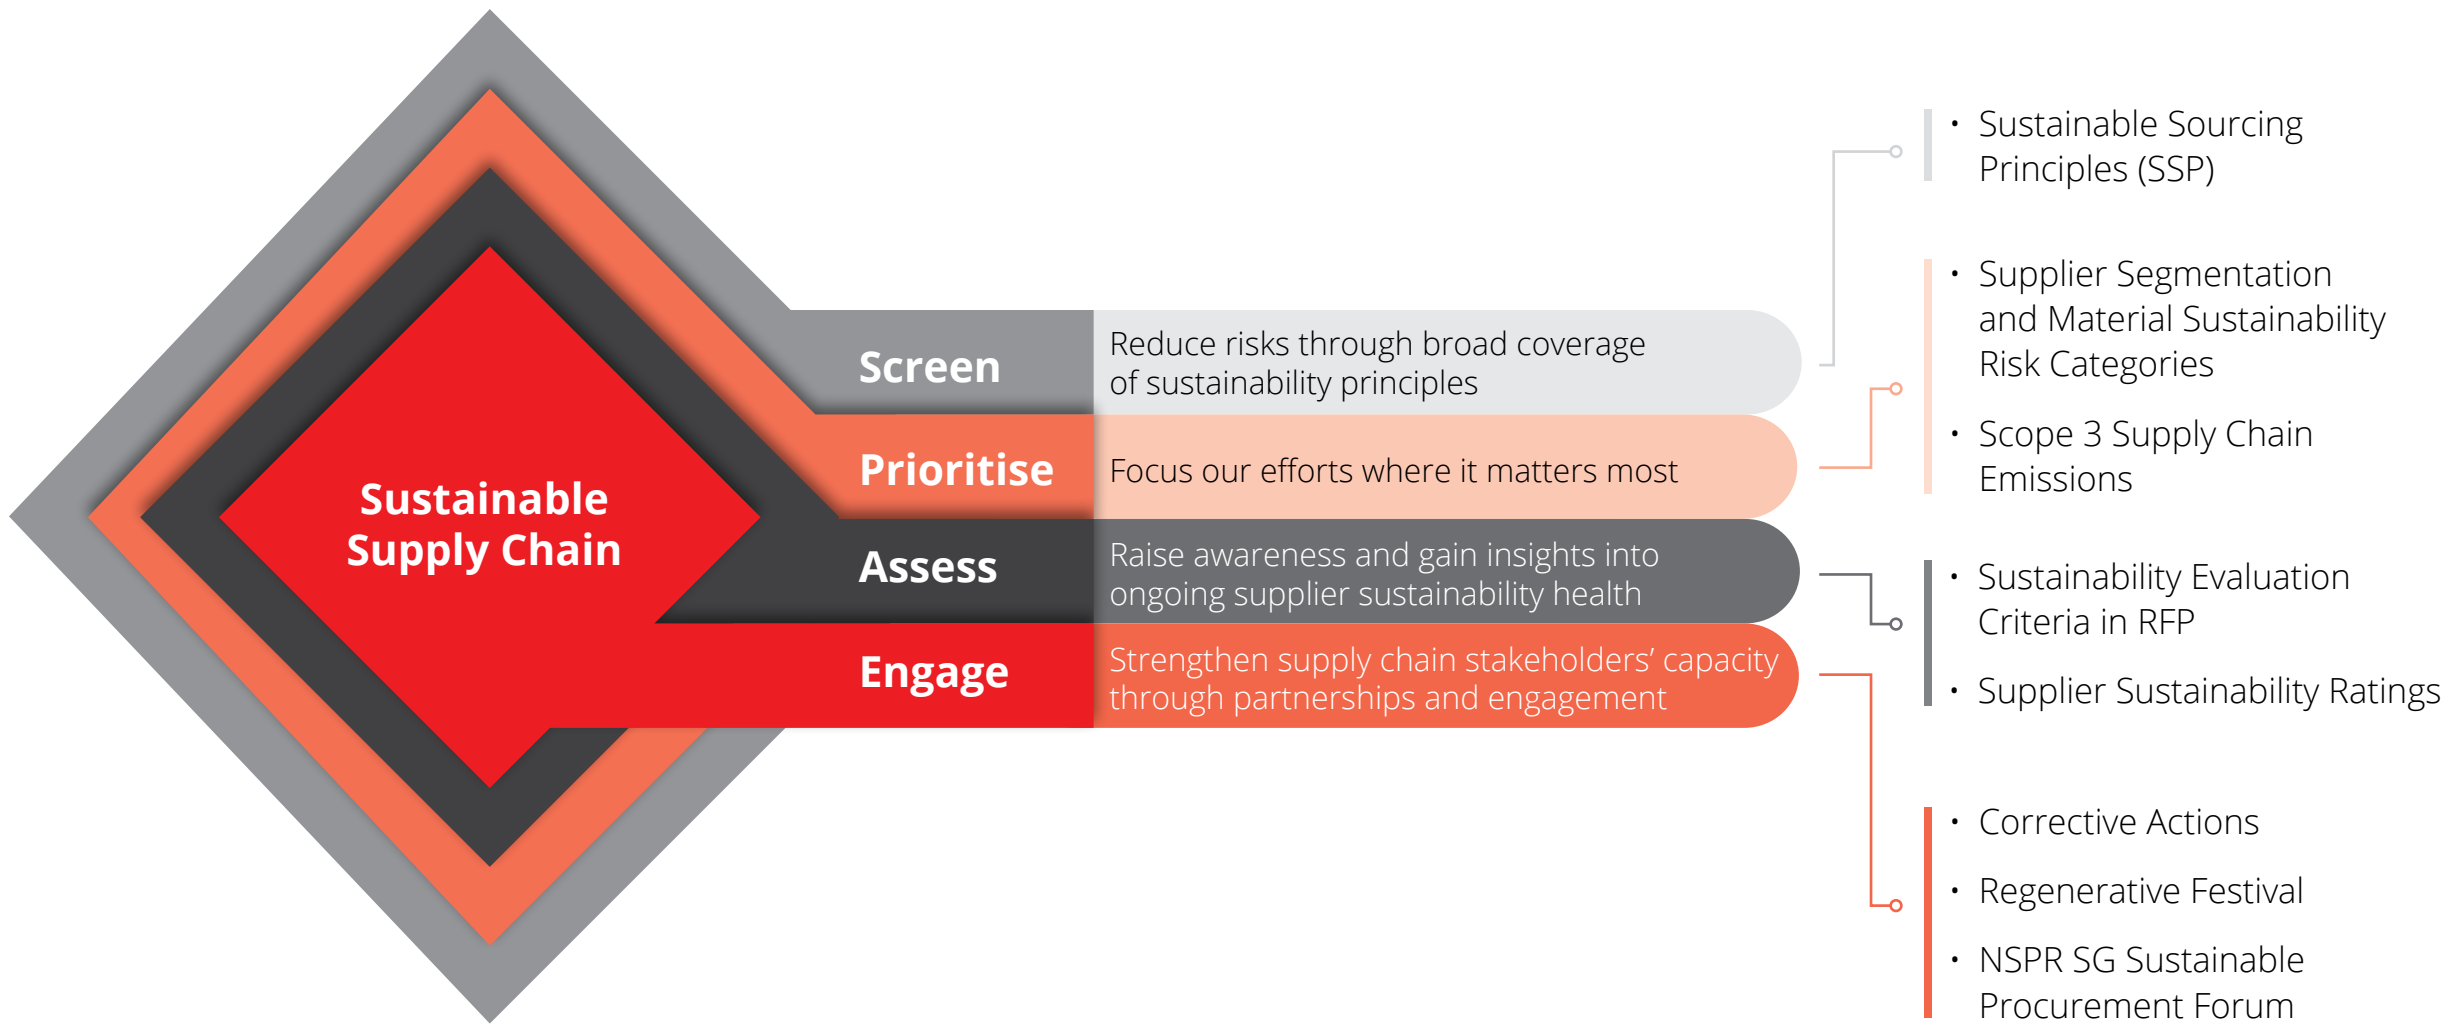 Sustainable
Supply Chain
Screen
Reduce risks through broad coverage
of sustainability principles
Prioritise
Focus our efforts where it matters most
Assess
Raise awareness and gain insights into
ongoing supplier sustainability health
Engage
Strengthen supply chain stakeholders’ capacity
through partnerships and engagement
• Sustainable Sourcing
Principles (SSP)
• Supplier Segmentation
and Material Sustainability
Risk Categories
• Scope 3 Supply Chain
Emissions
• Sustainability Evaluation
Criteria in RFP
• Supplier Sustainability Ratings
• Corrective Actions
• Regenerative Festival
• NSPR SG Sustainable
Procurement Forum